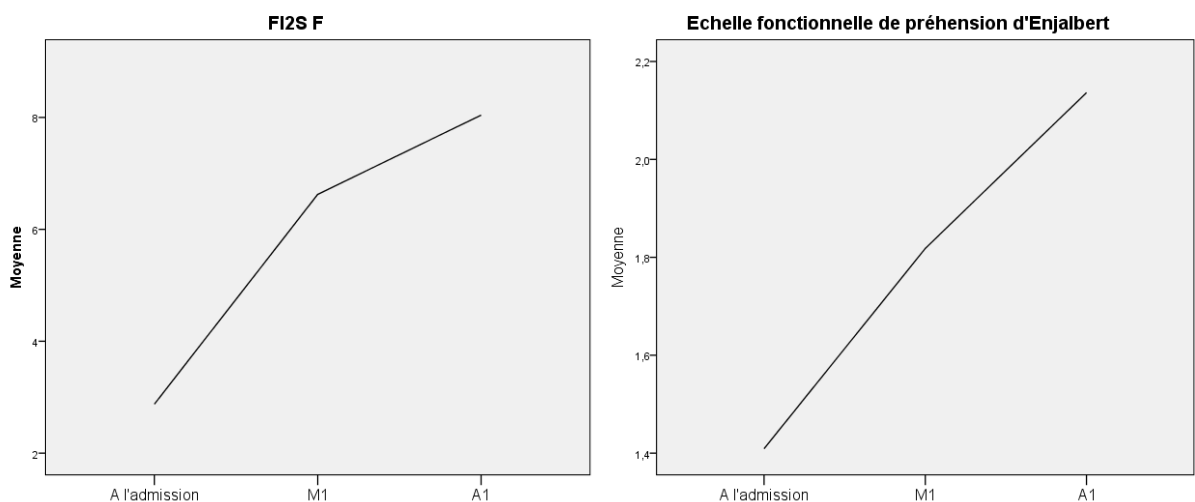 FI2S F
Moyenne
8
6
4
2
A l'admission M1 A1
Echelle fonctionnelle de préhension d'Enjalbert
Moyenne
2,2
2,0
1,8
1,6
1,4
A l'admission M1 A1